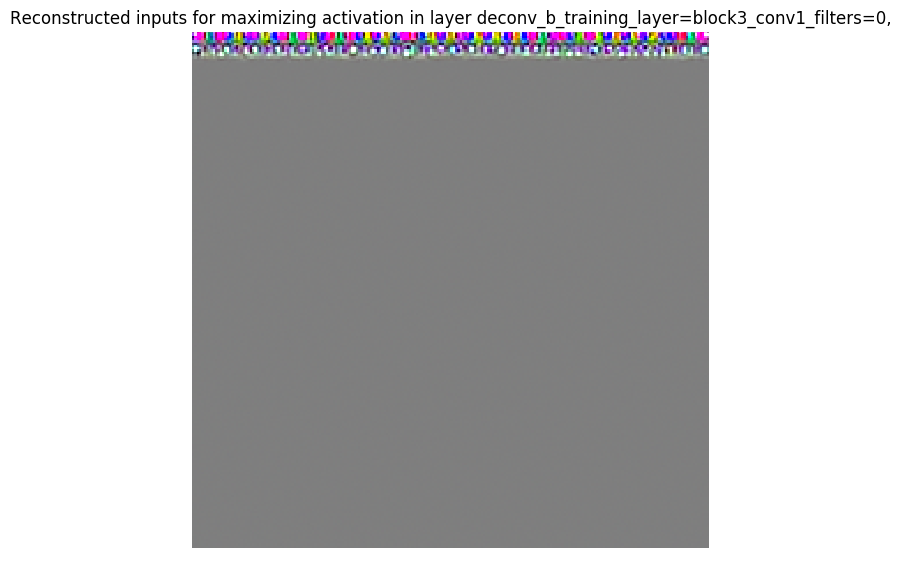 Reconstructed inputs for maximizing activation in layer deconv_b_training_layer=block3_conv1_filters=0,